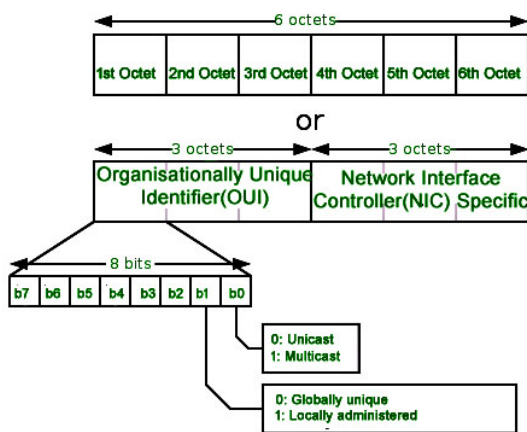 6 octets
1st Octet 2nd Octet 3rd Octet 4th Octet 5th Octet 6th Octet
or
3 octets 3 octets
Organisationally Unique
Identifier(OUI)
Network Interface
Controller(NIC) Specific
8 bits
b7 b6 b5 b4 b3 b2 b1 b0
0: Unicast
1: Multicast
0: Globally unique
1: Locally administered